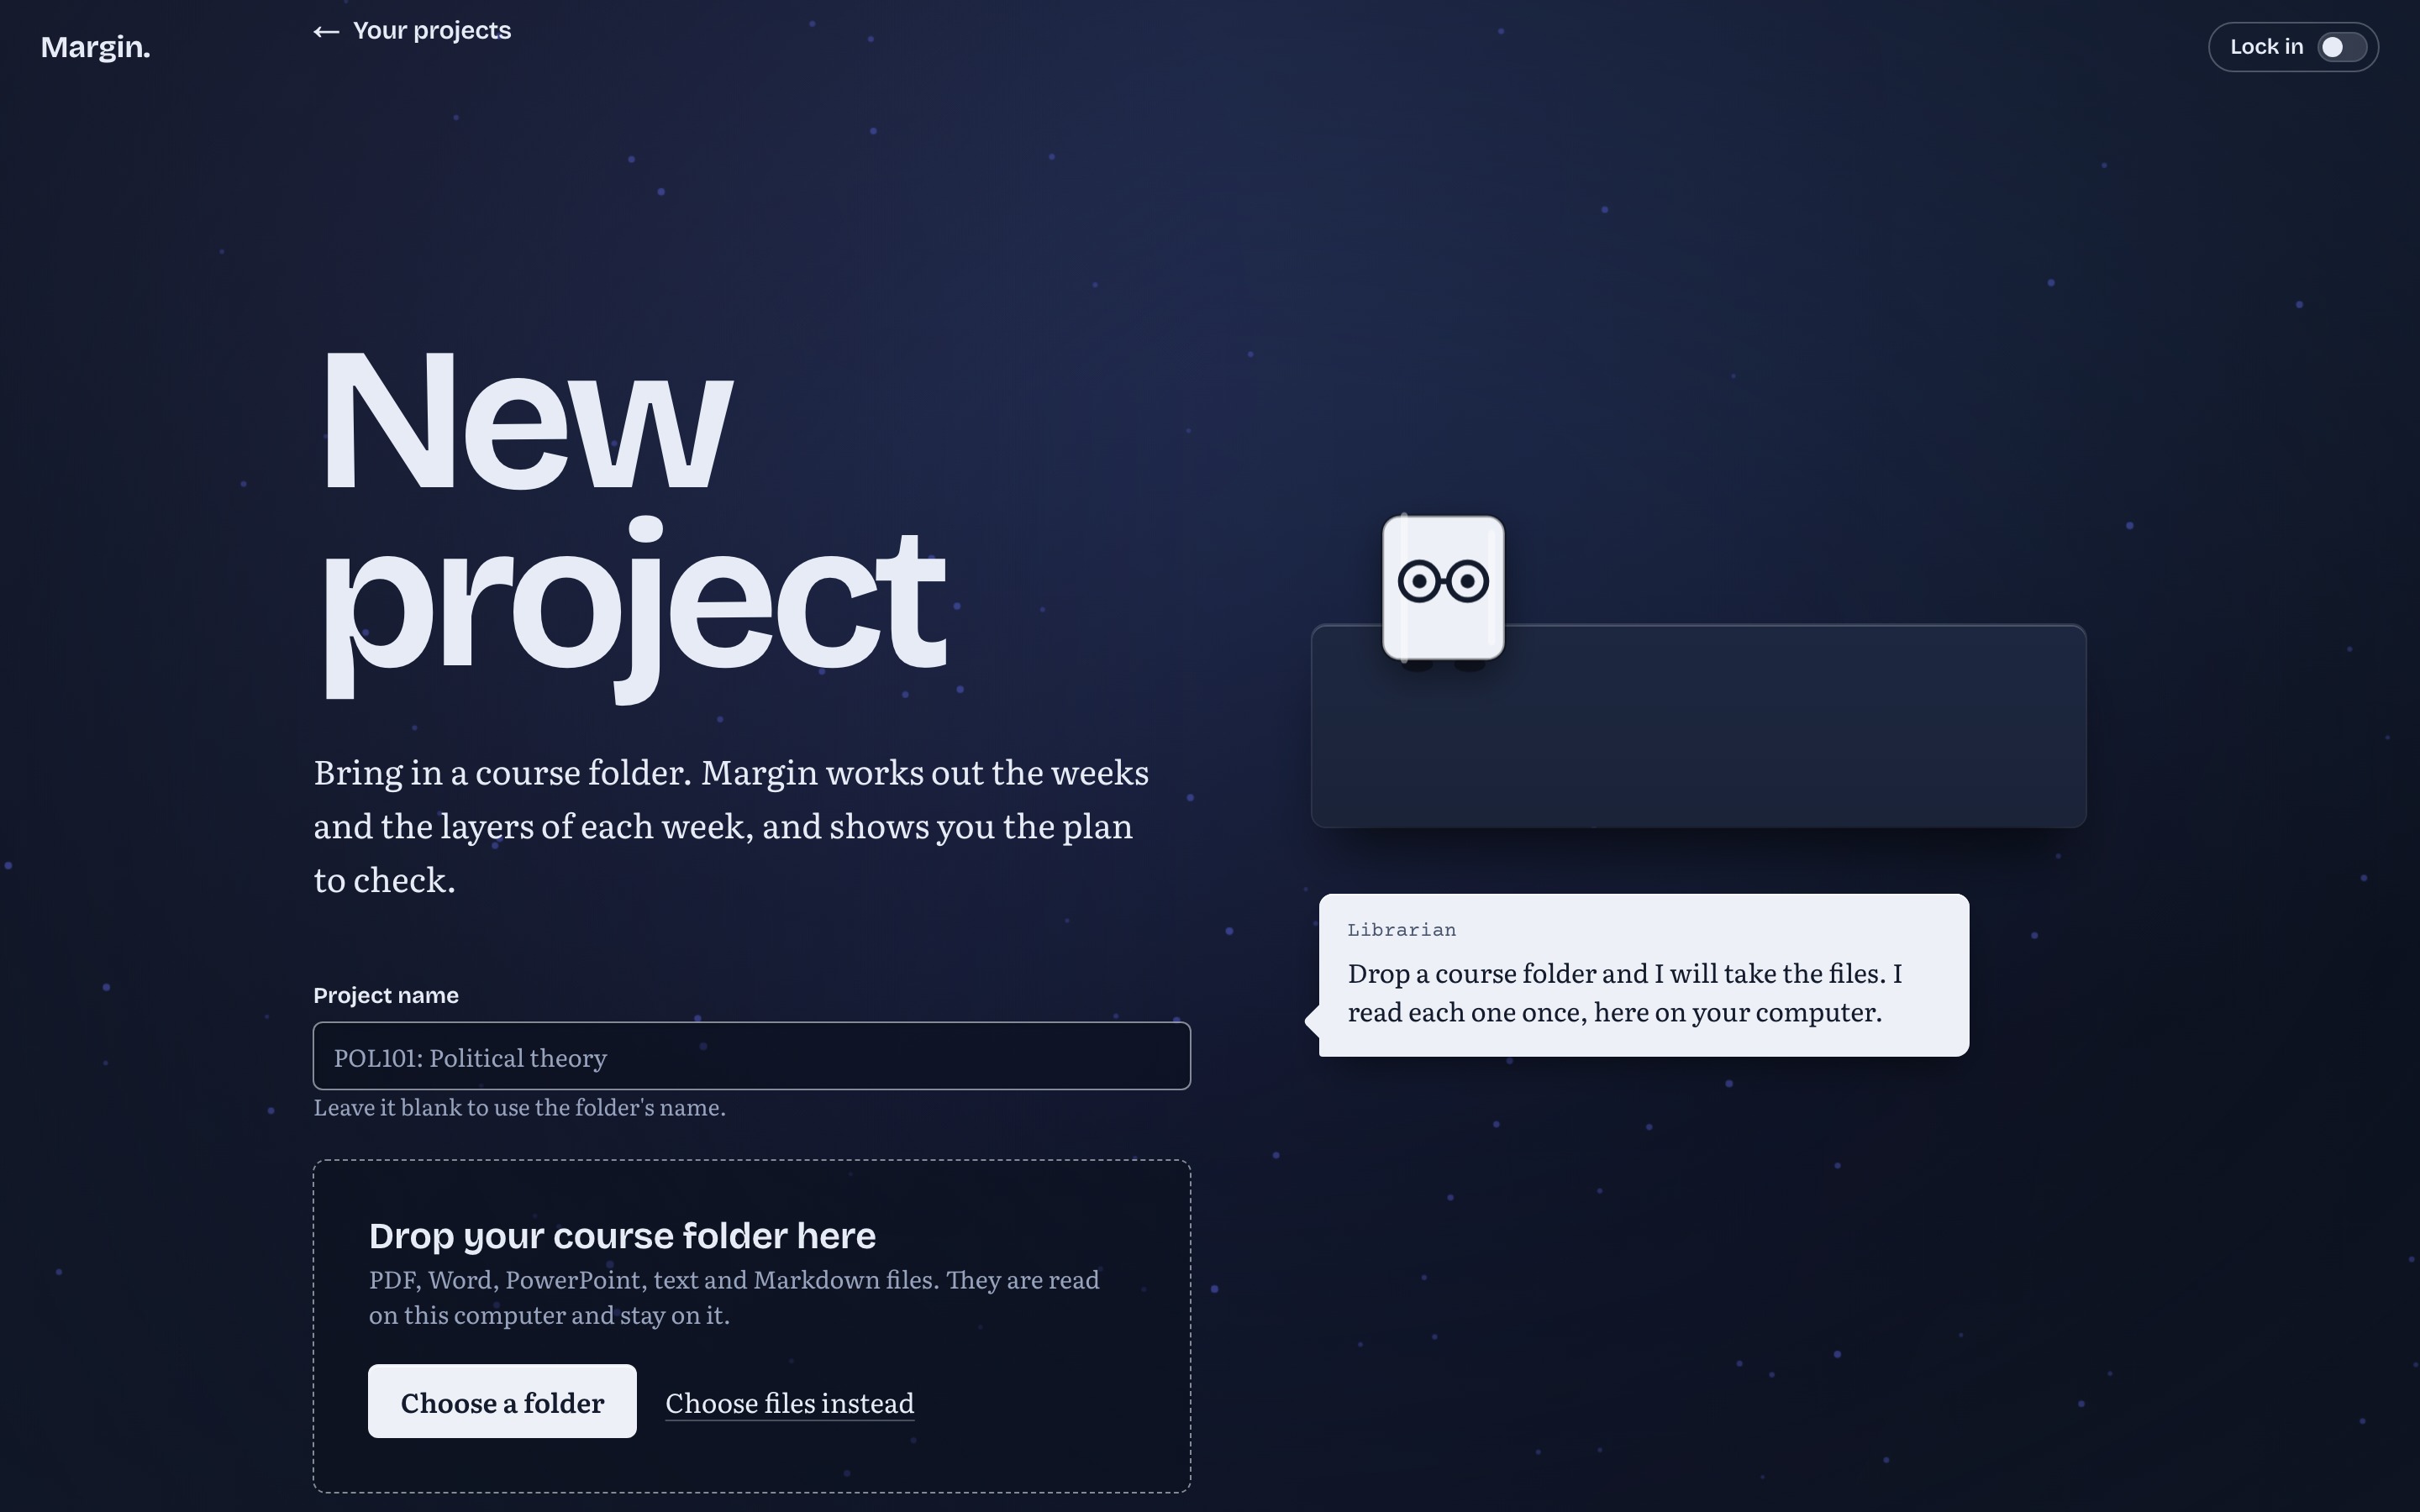 Margin.
← Your projects
Lock in
New
project
Bring in a course folder. Margin works out the weeks
and the layers of each week, and shows you the plan
to check.
Project name
POL101: Political theory
Leave it blank to use the folder's name.
Drop your course folder here
PDF, Word, PowerPoint, text and Markdown files. They are read
on this computer and stay on it.
Choose a folder
Choose files instead
Librarian
Drop a course folder and I will take the files. I
read each one once, here on your computer.